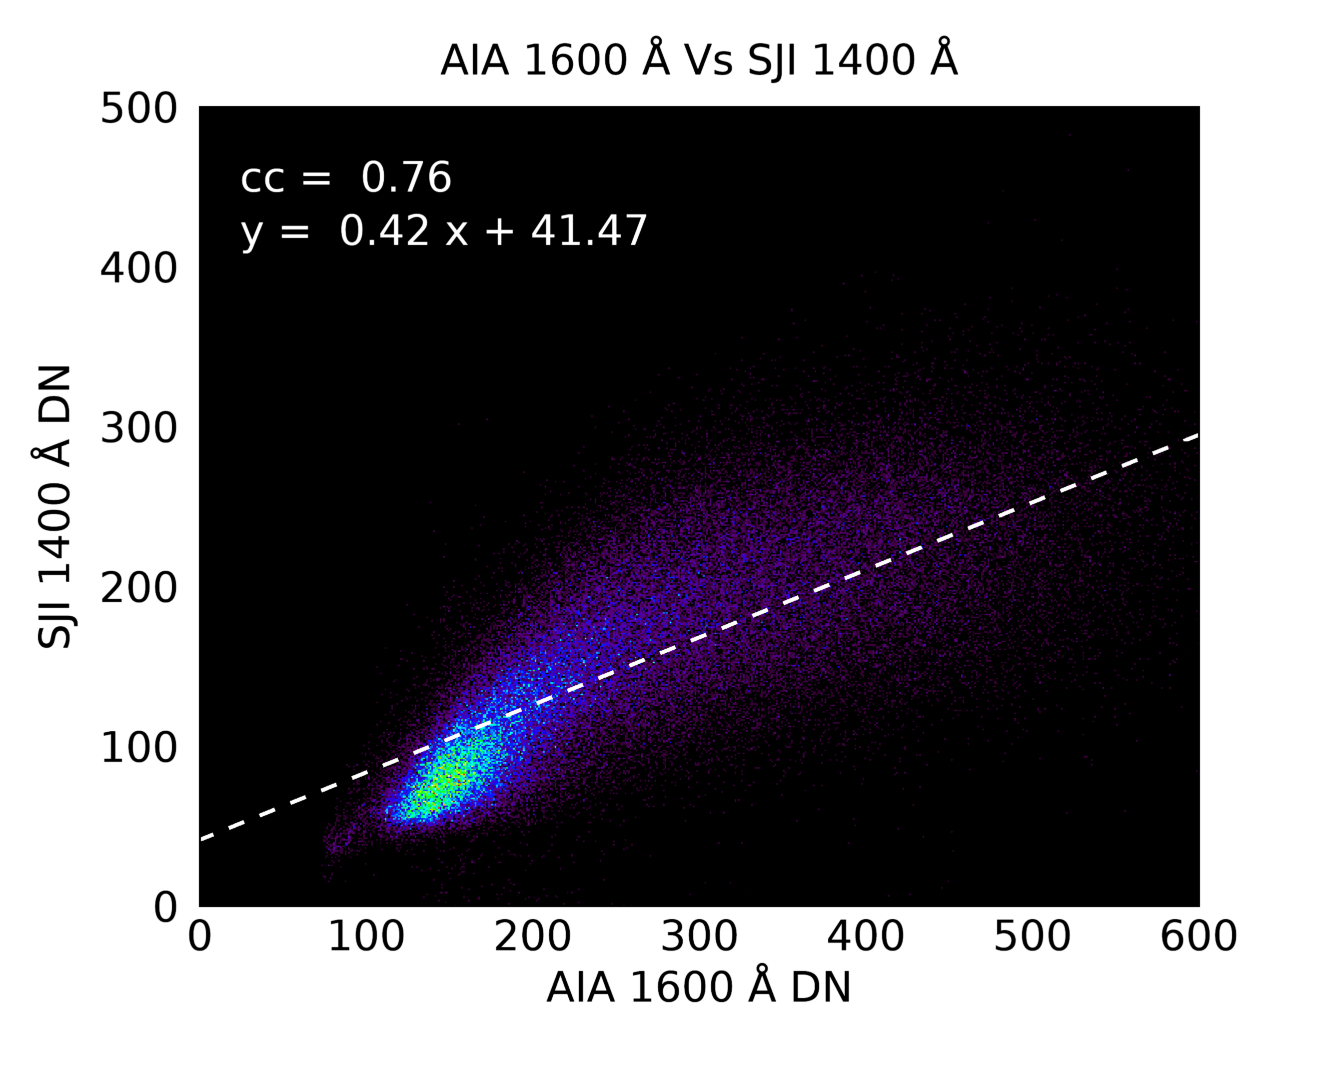 AIA 1600 Å Vs SJI 1400 Å
500
cc = 0.76
y = 0.42 x + 41.47
400
300
SJI 1400 Å DN
200
100
0
0 100 200 300 400 500 600
AIA 1600 Å DN